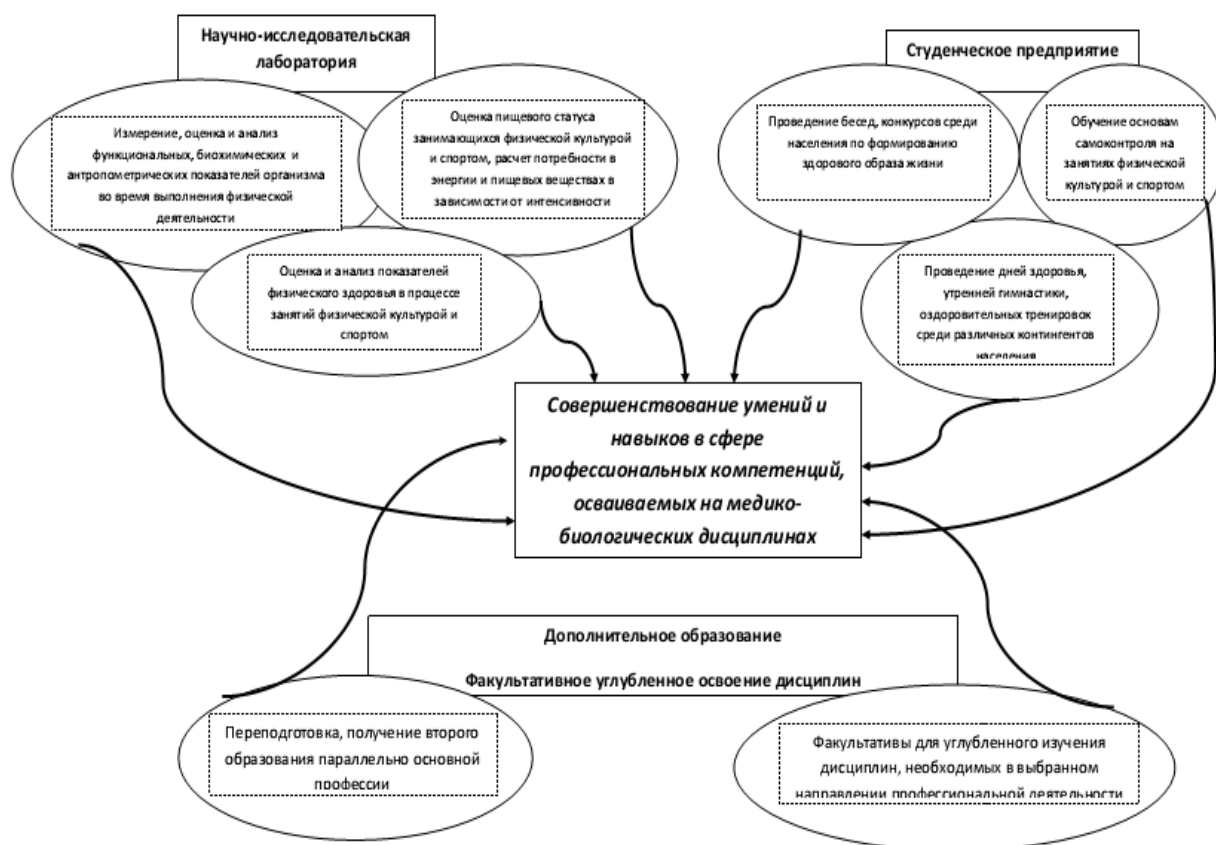 Научно-исследовательская
лаборатория
Студенческое предприятие
Измерение, оценка и анализ
функциональных, биохимических и
антропометрических показателей организма
во время выполнения физической
деятельности
Оценка пищевого статуса
занимающихся физической культурой
и спортом, расчет потребности в
энергии и пищевых веществах в
зависимости от интенсивности
Оценка и анализ показателей
физического здоровья в процессе
занятий физической культурой и
спортом
Проведение бесед, конкурсов среди
населения по формированию
здорового образа жизни
Обучение основам
самоконтроля на
занятиях физической
культурой и спортом
Проведение дней здоровья,
утренней гимнастики,
оздоровительных тренировок
среди различных контингентов
населения
Совершенствование умений и
навыков в сфере
профессиональных компетенций,
осваиваемых на медико-
биологических дисциплинах
Дополнительное образование
Факультативное углубленное освоение дисциплин
Переподготовка, получение второго
образования параллельно основной
профессии
Факультативы для углубленного изучения
дисциплин, необходимых в выбранном
направлении профессиональной деятельности